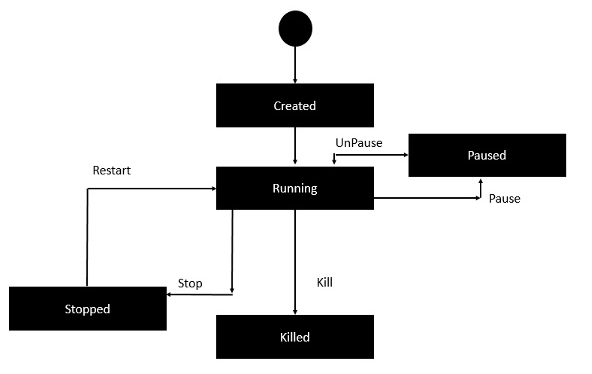 Created
UnPause
Paused
Restart
Running
Pause
Stop
Kill
Stopped
Killed